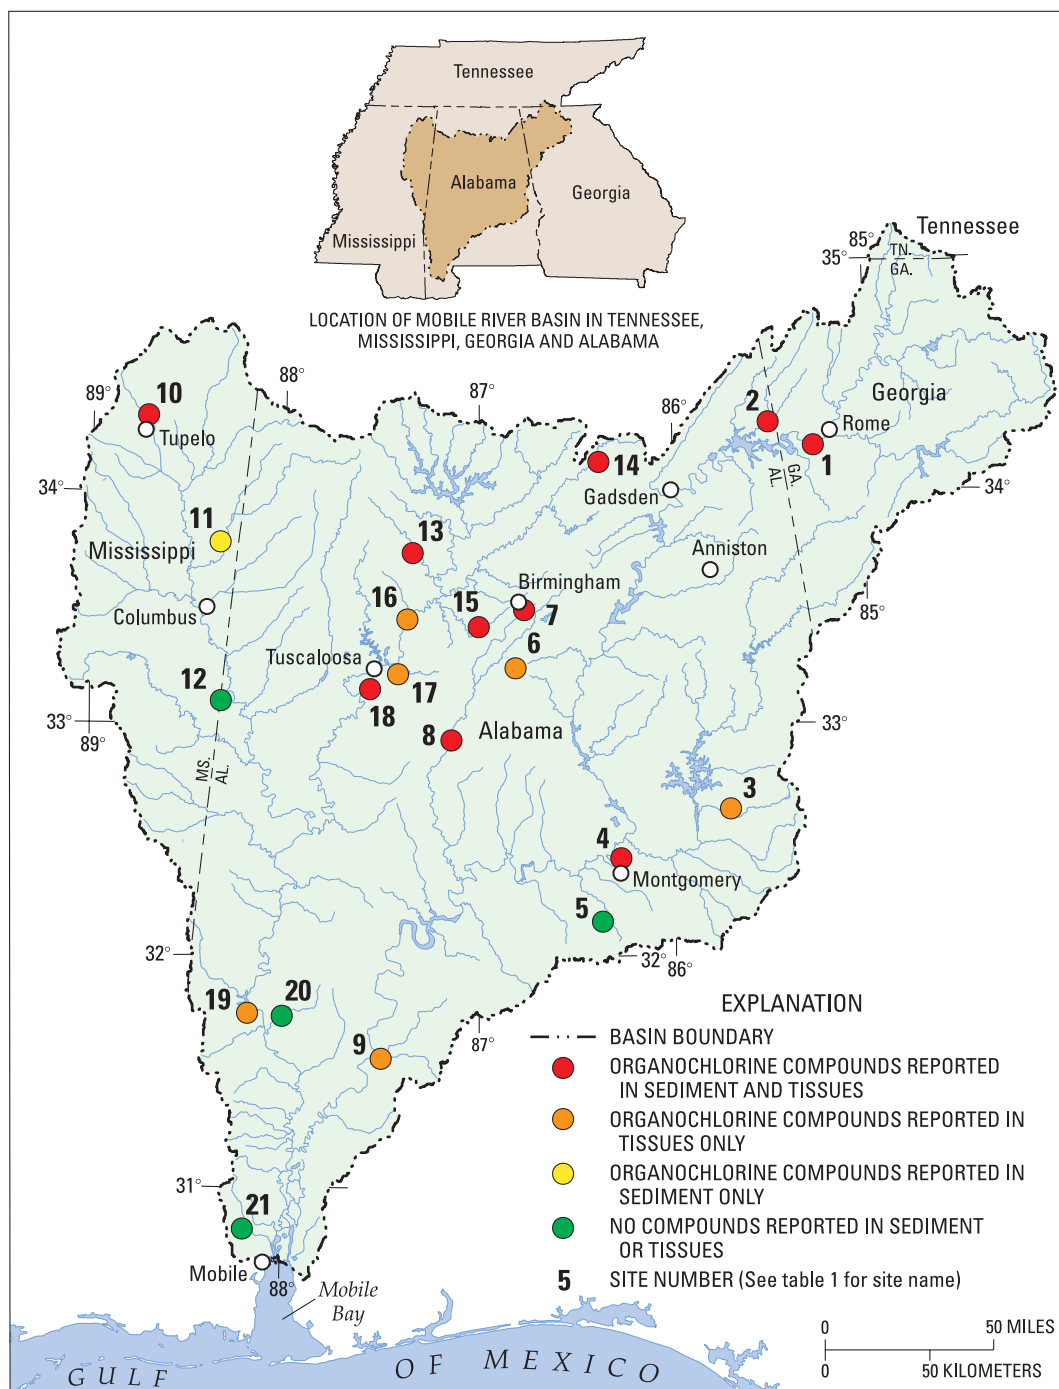 Tennessee
Alabama
Georgia
Mississippi
LOCATION OF MOBILE RIVER BASIN IN TENNESSEE,
MISSISSIPPI, GEORGIA AND ALABAMA
Tennessee
85°
35°
TN.
GA.
88°
89°
10
Tupelo
87°
86°
2
Georgia
Rome
1
14
Gadsden
GA.
AL.
34°
34°
11
Mississippi
13
Anniston
Birmingham
16
15
7
85°
Columbus
6
Tuscaloosa
12
17
18
33°
89°
8
Alabama
33°
MS.
AL.
3
4
Montgomery
5
32°
32°
86°
19
20
9
87°
31°
21
Mobile
88°
Mobile
Bay
GULF OF MEXICO
EXPLANATION
BASIN BOUNDARY
ORGANOCHLORINE COMPOUNDS REPORTED
IN SEDIMENT AND TISSUES
ORGANOCHLORINE COMPOUNDS REPORTED IN
TISSUES ONLY
ORGANOCHLORINE COMPOUNDS REPORTED IN
SEDIMENT ONLY
NO COMPOUNDS REPORTED IN SEDIMENT
OR TISSUES
5 SITE NUMBER (See table 1 for site name)
0 50 MILES
0 50 KILOMETERS